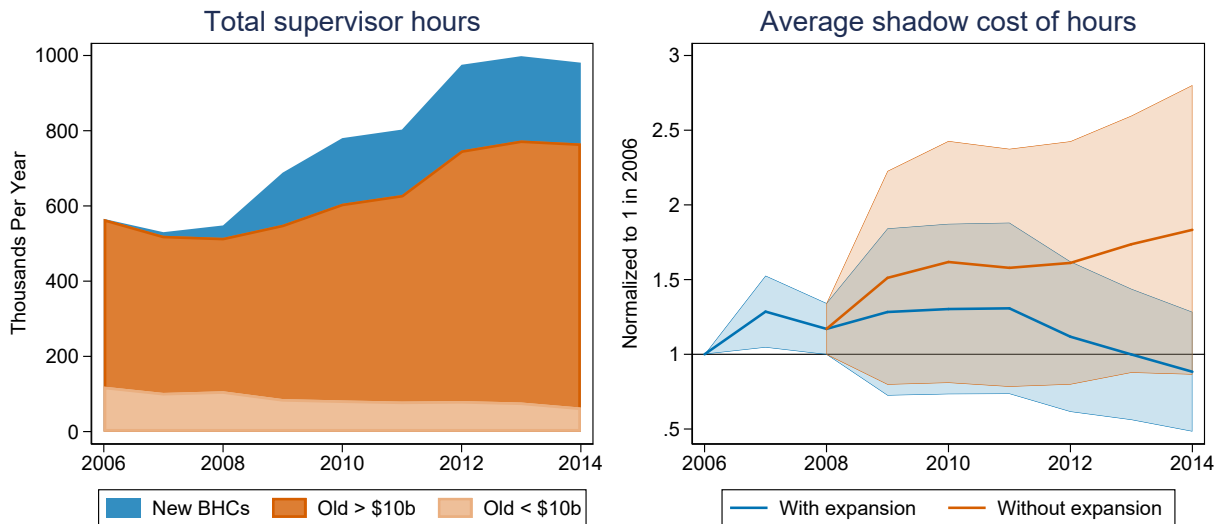 Total supervisor hours
Thousands Per Year
1000
800
600
400
200
0
2006 2008 2010 2012 2014
New BHCs Old > $10b Old < $10b
Average shadow cost of hours
Normalized to 1 in 2006
3
2.5
2
1.5
1
.5
2006 2008 2010 2012 2014
With expansion Without expansion